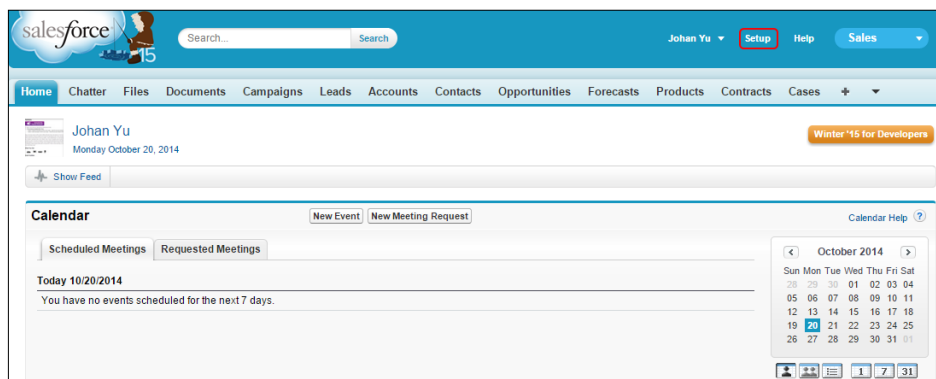 salesforce
15
Search...
Search
Johan Yu
Setup
Help
Sales
Home Chatter Files Documents Campaigns Leads Accounts Contacts Opportunities Forecasts Products Contracts Cases +
Johan Yu
Monday October 20, 2014
Winter '15 for Developers
Show Feed
Calendar
New Event
New Meeting Request
Calendar Help ?
Scheduled Meetings
Requested Meetings
Today 10/20/2014
You have no events scheduled for the next 7 days.
< October 2014 >
Sun Mon Tue Wed Thu Fri Sat
28 29 30 01 02 03 04
05 06 07 08 09 10 11
12 13 14 15 16 17 18
19 20 21 22 23 24 25
26 27 28 29 30 31 01
1 7 31